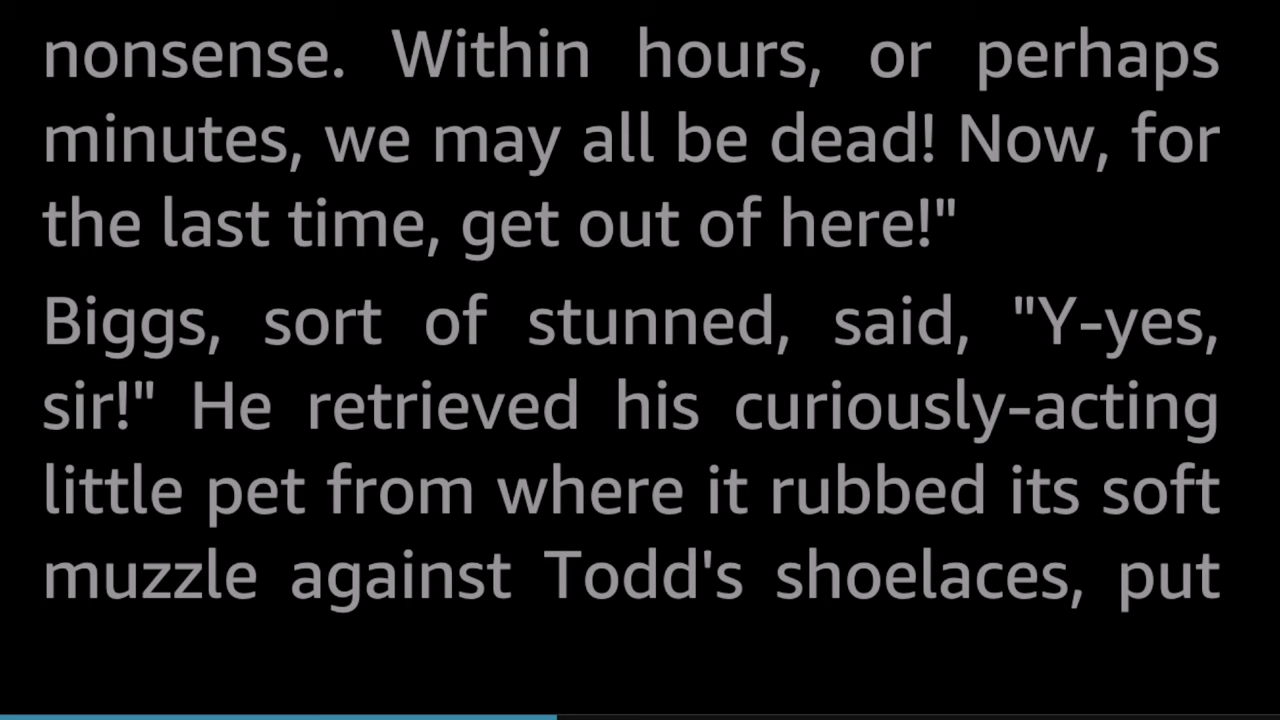 nonsense. Within hours, or perhaps
minutes, we may all be dead! Now, for
the last time, get out of here!"
Biggs, sort of stunned, said, "Y-yes,
sir!" He retrieved his curiously-acting
little pet from where it rubbed its soft
muzzle against Todd's shoelaces, put